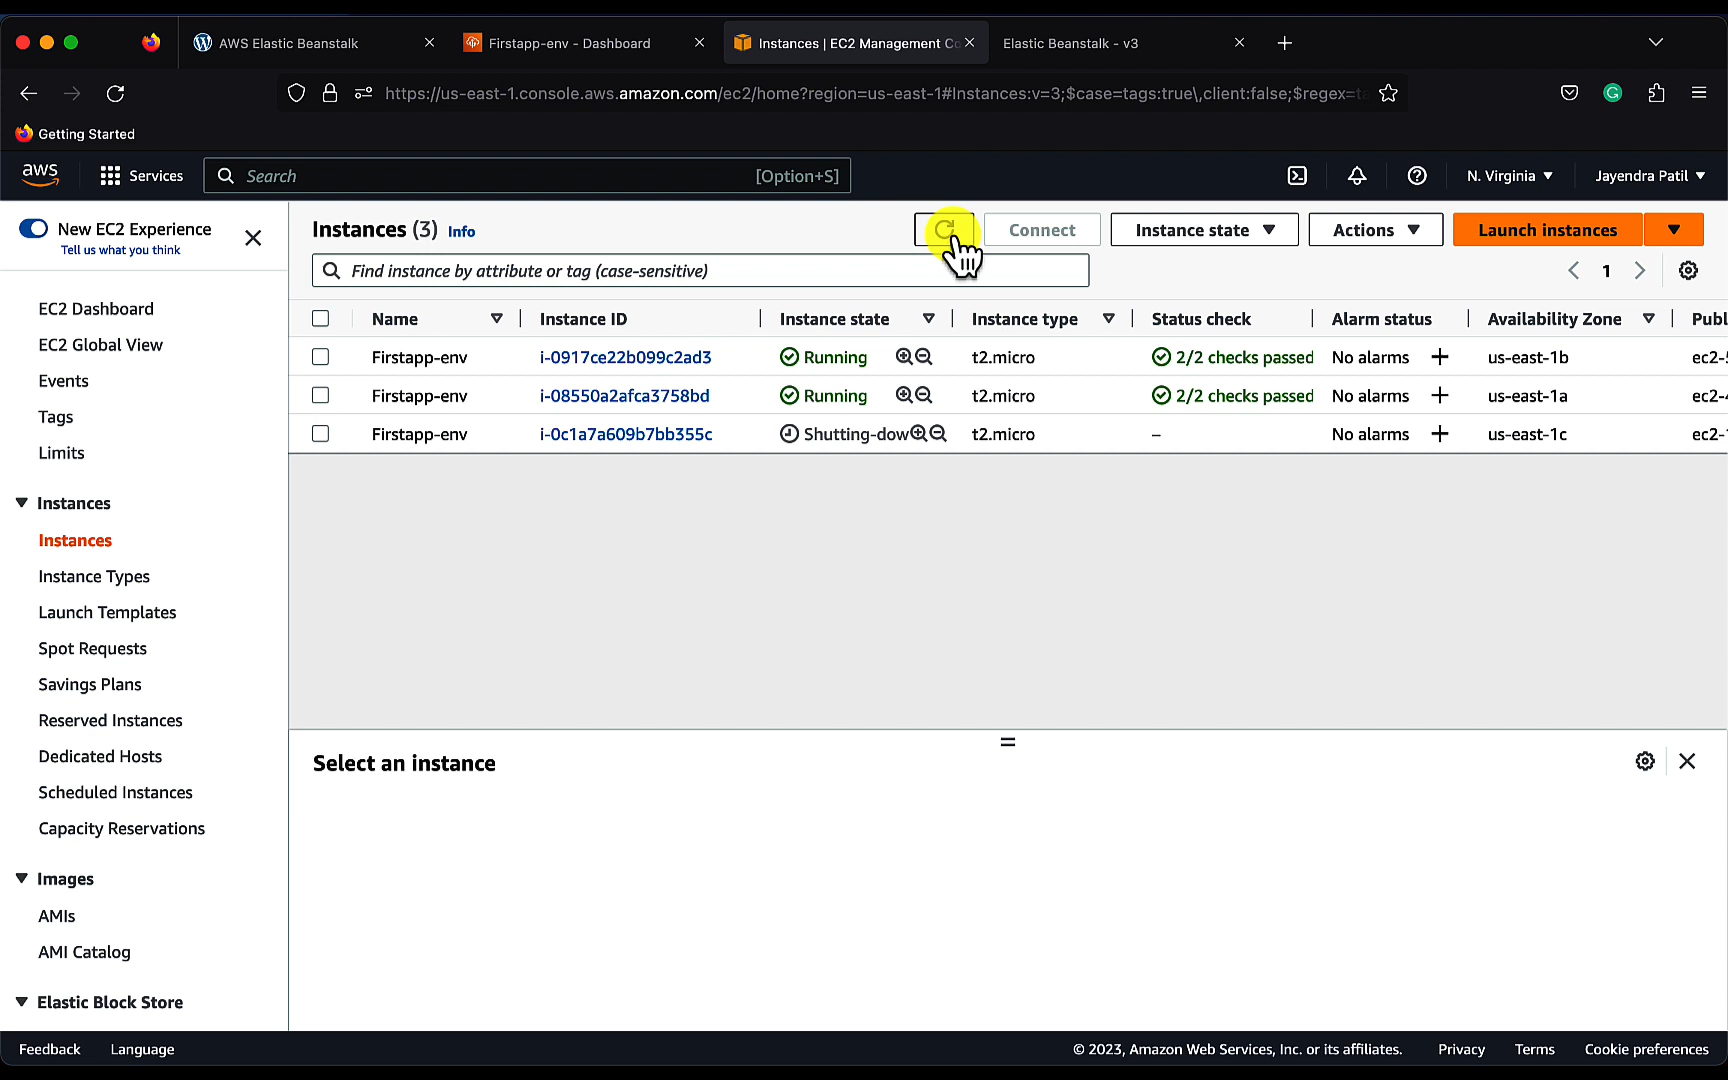 AWS Elastic Beanstalk
Firstapp-env - Dashboard
Instances | EC2 Management Co
Elastic Beanstalk - v3
https://us-east-1.console.aws.amazon.com/ec2/home?region=us-east-1#Instances:v=3;$case=tags:true\,client:false;$regex=ta
Getting Started
aws
Services
Search
[Option+S]
N. Virginia
Jayendra Patil
New EC2 Experience
Tell us what you think
EC2 Dashboard
EC2 Global View
Events
Tags
Limits
Instances
Instances
Instance Types
Launch Templates
Spot Requests
Savings Plans
Reserved Instances
Dedicated Hosts
Scheduled Instances
Capacity Reservations
Images
AMIs
AMI Catalog
Elastic Block Store
Instances (3) Info
Connect
Instance state
Actions
Launch instances
Find instance by attribute or tag (case-sensitive)
1
Name Instance ID Instance state Instance type Status check Alarm status Availability Zone Publ
Firstapp-env i-0917ce22b099c2ad3 Running t2.micro 2/2 checks passed No alarms + us-east-1b ec2-5
Firstapp-env i-08550a2afca3758bd Running t2.micro 2/2 checks passed No alarms + us-east-1a ec2-4
Firstapp-env i-0c1a7a609b7bb355c Shutting-dow t2.micro – No alarms + us-east-1c ec2-1
Select an instance
Feedback
Language
© 2023, Amazon Web Services, Inc. or its affiliates.
Privacy
Terms
Cookie preferences